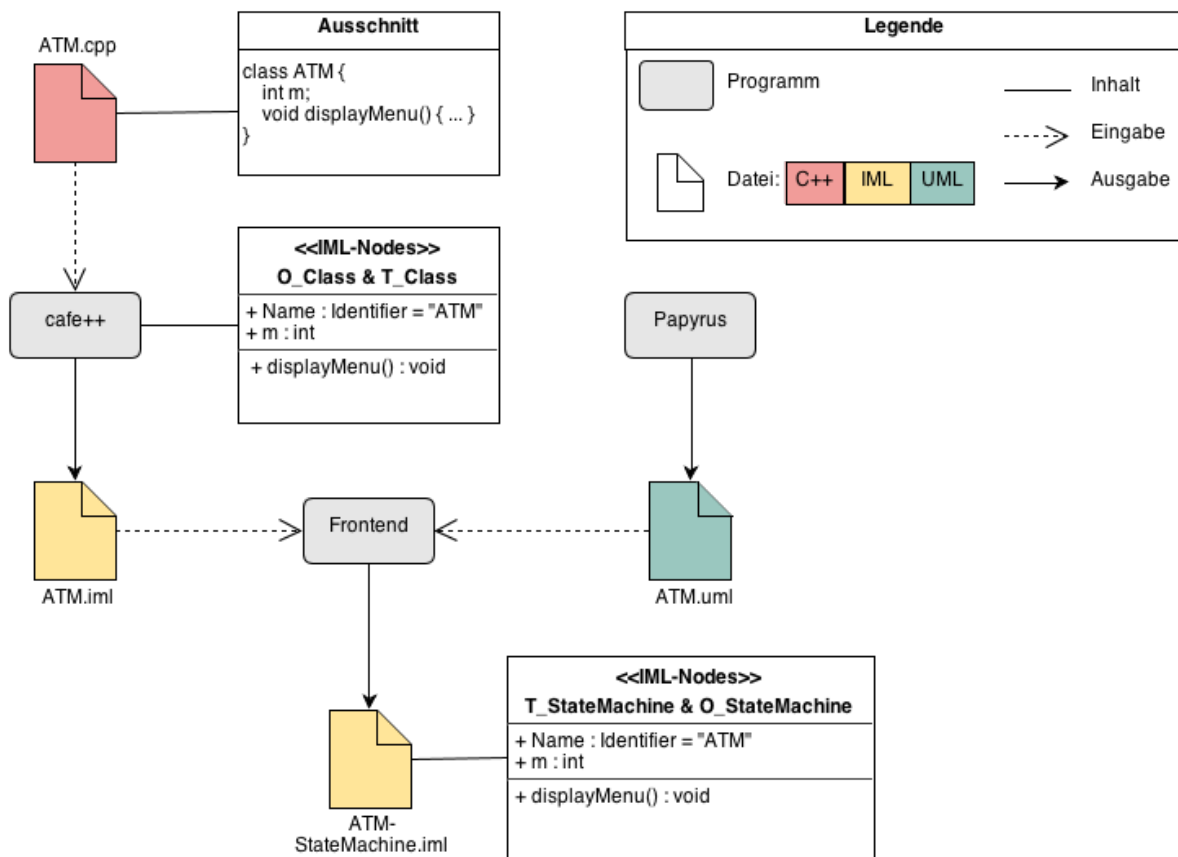 ATM.cpp
Ausschnitt
class ATM {
int m;
void displayMenu() { ... }
}
Legende
Programm
Inhalt
Eingabe
Datei:
C++
IML
UML
Ausgabe
<<IML-Nodes>>
O_Class & T_Class
+ Name : Identifier = "ATM"
+ m : int
+ displayMenu() : void
cafe++
Papyrus
Frontend
ATM.iml
ATM.uml
<<IML-Nodes>>
T_StateMachine & O_StateMachine
+ Name : Identifier = "ATM"
+ m : int
+ displayMenu() : void
ATM-
StateMachine.iml